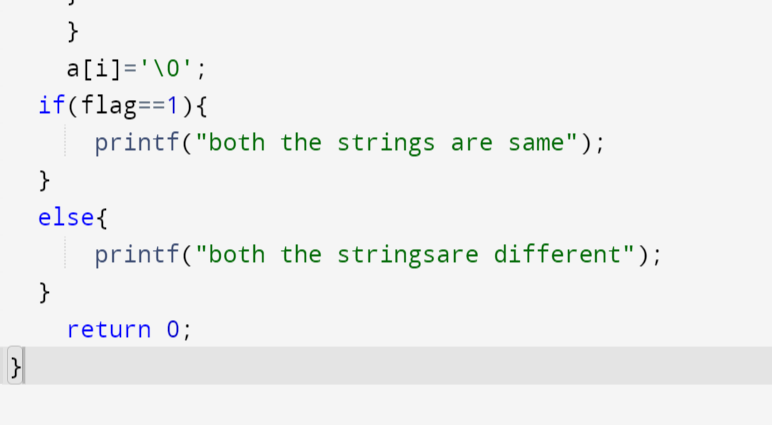 }
a[i]='\0';
if(flag==1){
printf("both the strings are same");
}
else{
printf("both the stringsare different");
}
return 0;
}